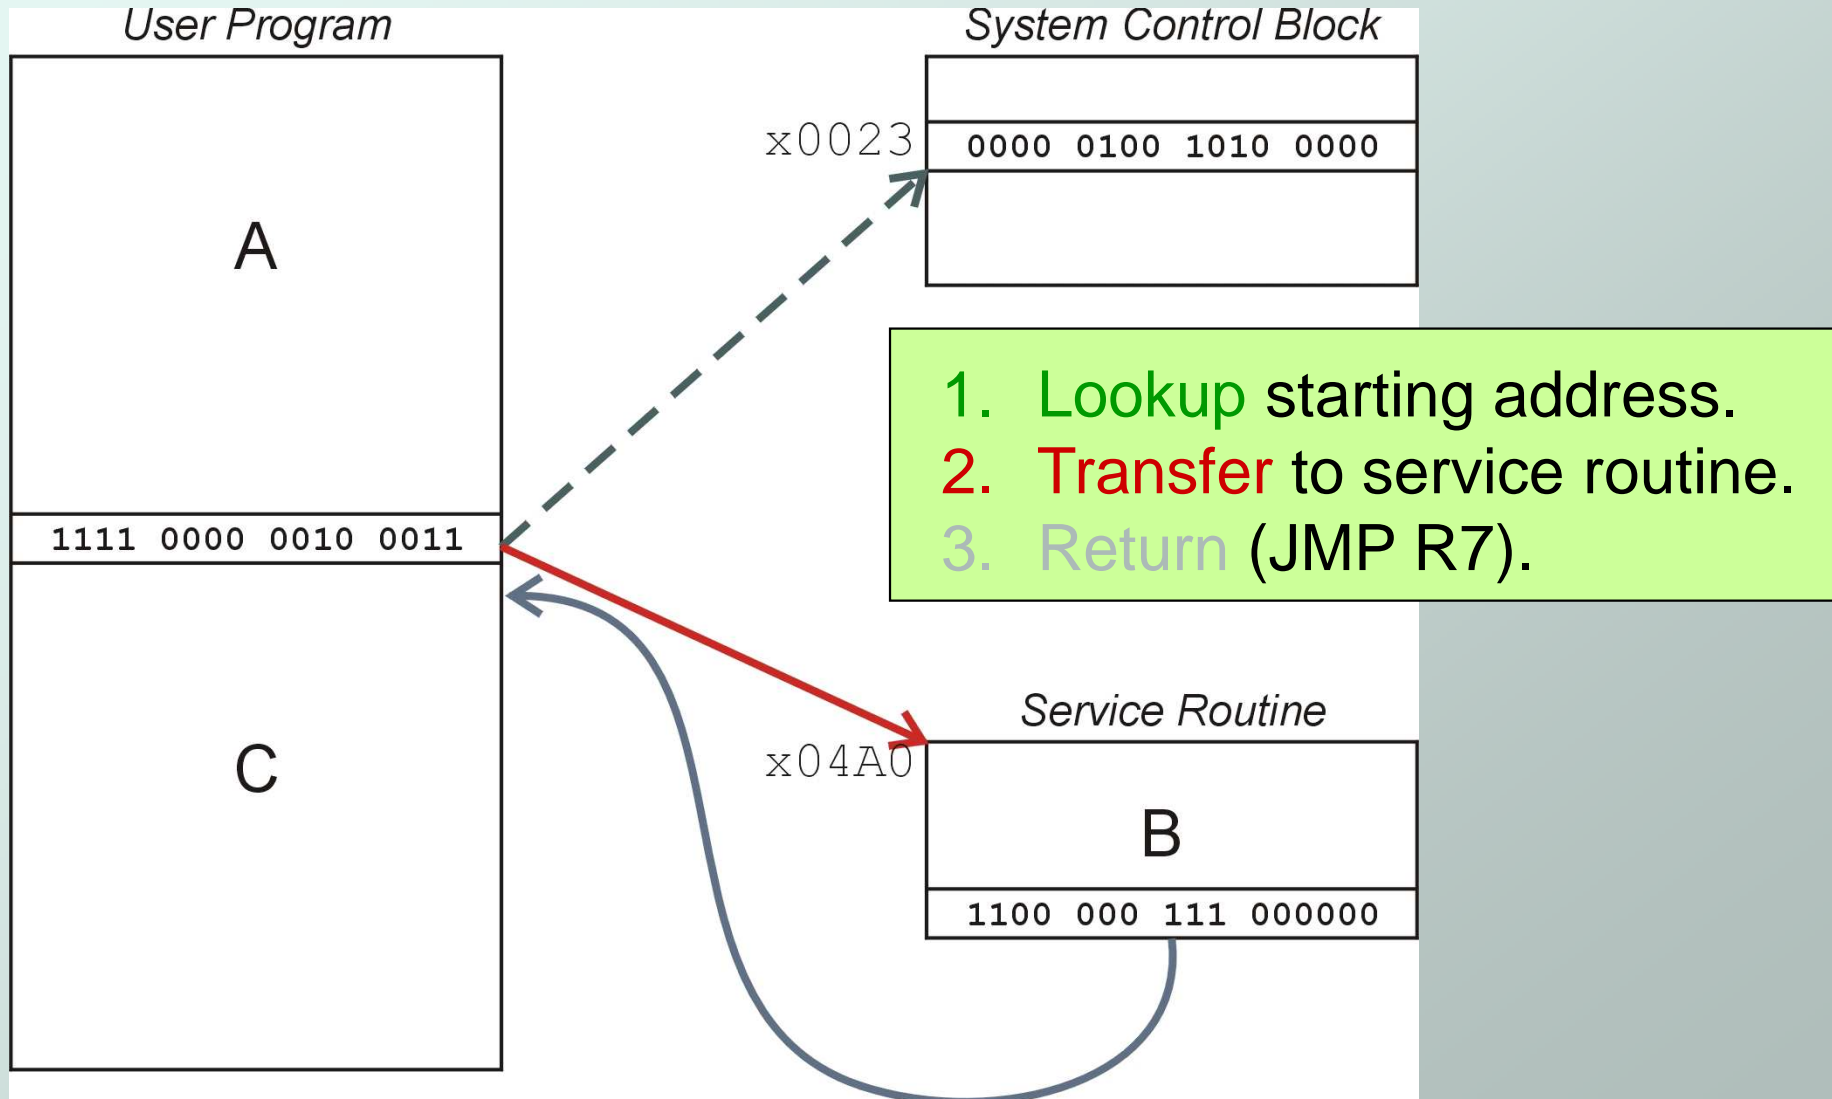 User Program
A
1111 0000 0010 0011
C
System Control Block
x0023
0000 0100 1010 0000
1. Lookup starting address.
2. Transfer to service routine.
3. Return (JMP R7).
Service Routine
x04A0
B
1100 000 111 000000